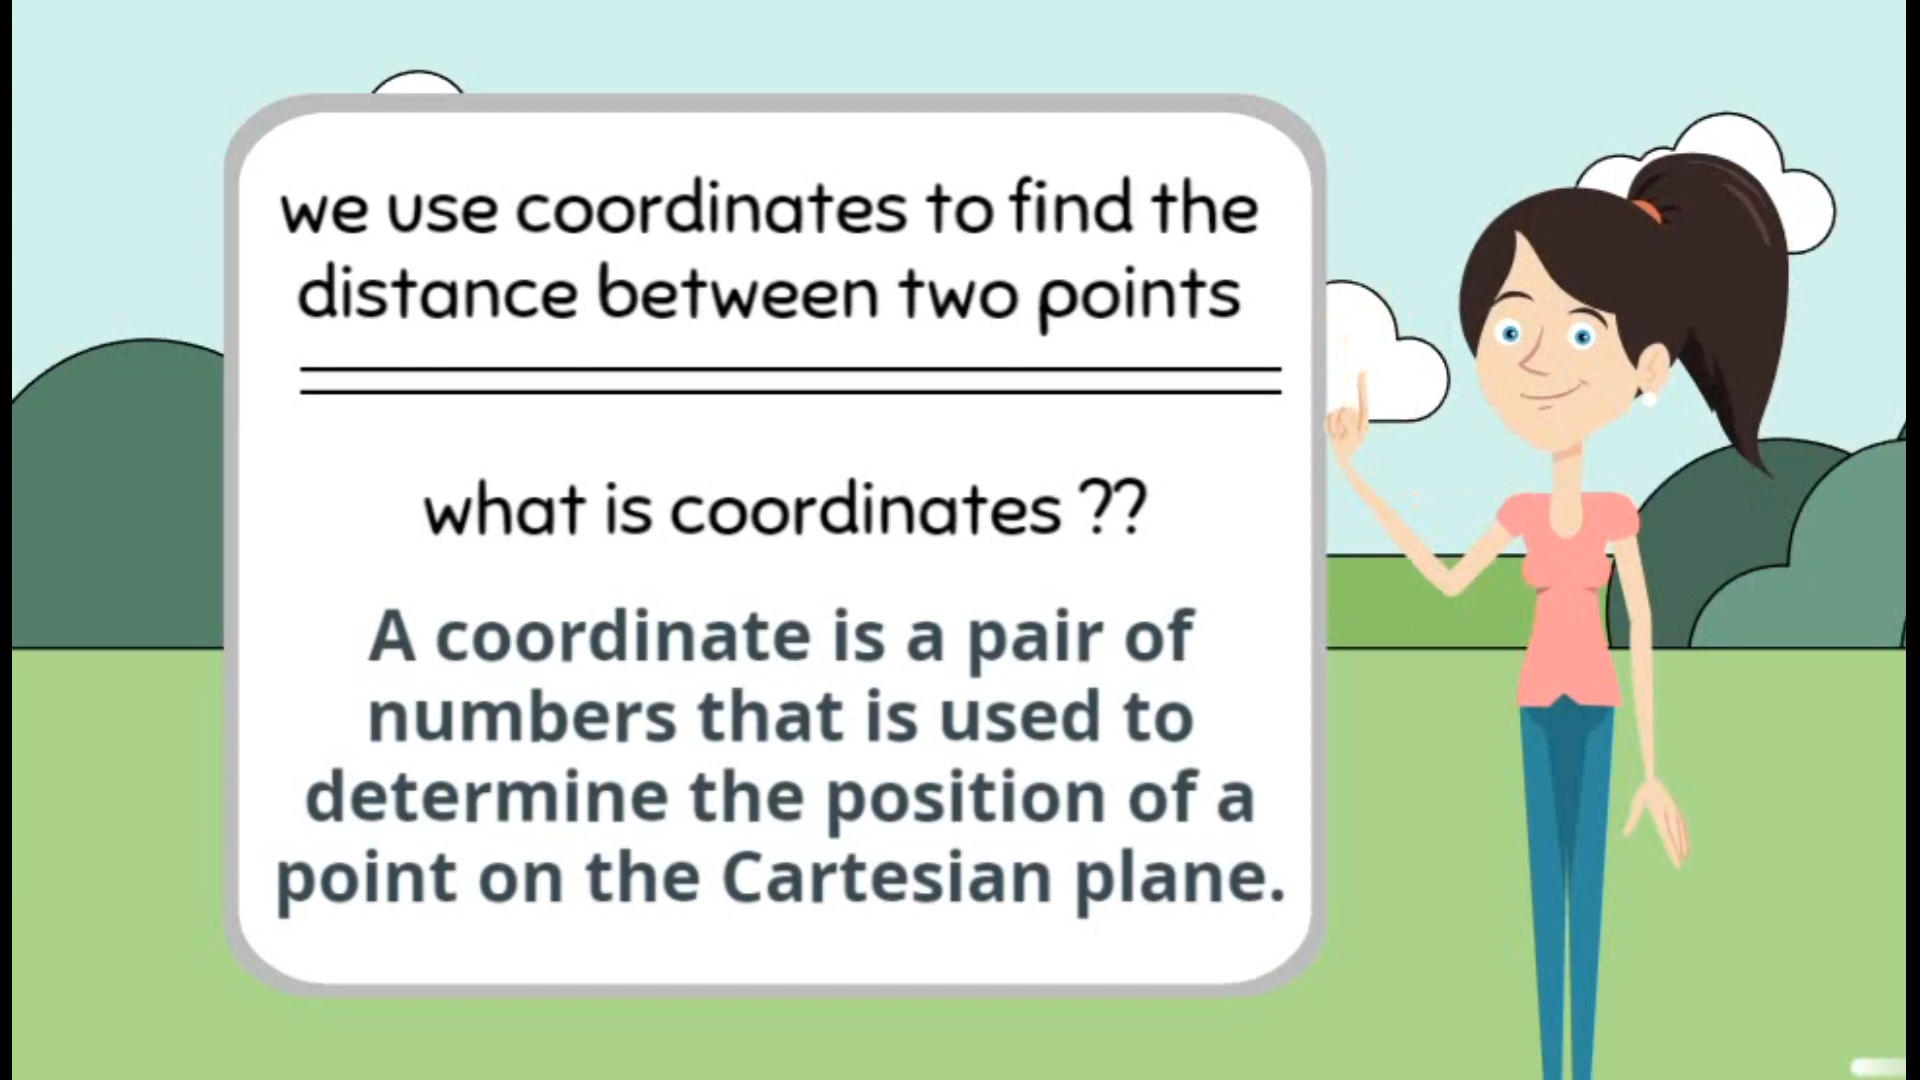 we use coordinates to find the
distance between two points
what is coordinates ??
A coordinate is a pair of
numbers that is used to
determine the position of a
point on the Cartesian plane.